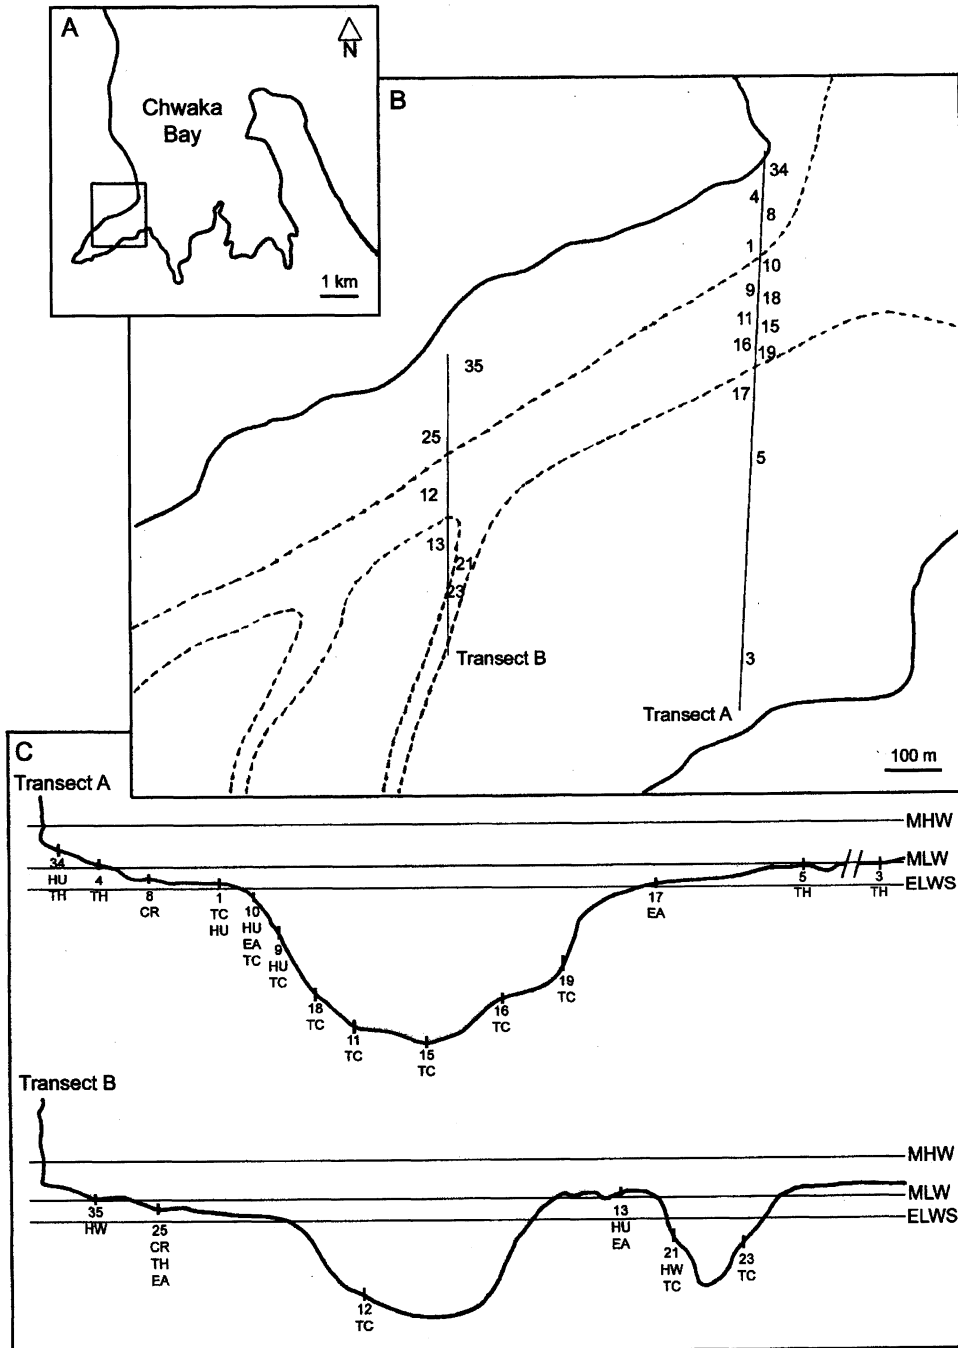 A
N
Chwaka
Bay
1 km
B
34
4
8
1
10
9
18
11
15
16
19
17
5
3
35
25
12
13
21
23
Transect B
Transect A
100 m
C
Transect A
MHW
MLW
ELWS
34
HU
TH
4
TH
8
CR
1
TC
HU
10
HU
EA
TC
9
HU
TC
18
TC
11
TC
15
TC
16
TC
19
TC
17
EA
5
TH
3
TH
Transect B
MHW
MLW
ELWS
35
HW
25
CR
TH
EA
12
TC
13
HU
EA
21
HW
TC
23
TC